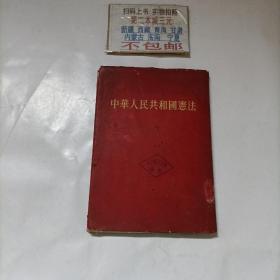 扫码上书 实物拍照
第二本减三元
新疆 西藏 青海 甘肃
内蒙古 海南 宁夏
不包邮
中華人民共和國憲法